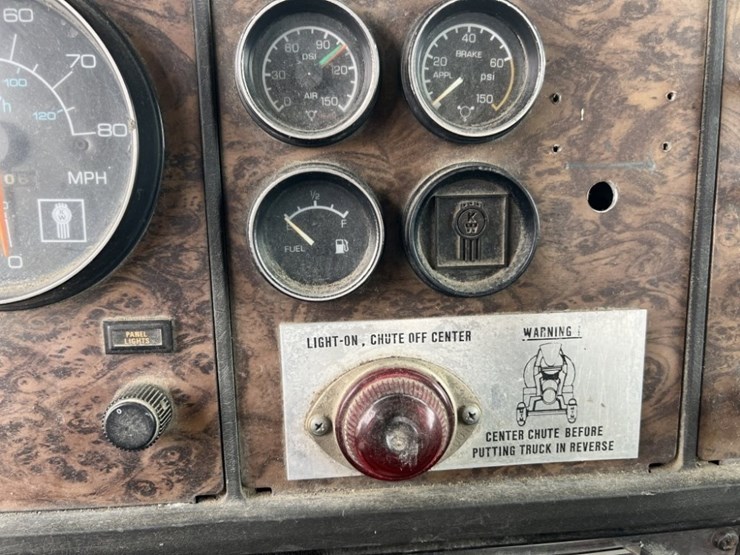 60
70
80
100
120
MPH
0
60
90
psi
30
120
0
AIR
150
40
BRAKE
20
60
APPL
psi
150
1/2
E
F
FUEL
KW
PANEL
LIGHTS
LIGHT-ON, CHUTE OFF CENTER
WARNING!
CENTER CHUTE BEFORE
PUTTING TRUCK IN REVERSE